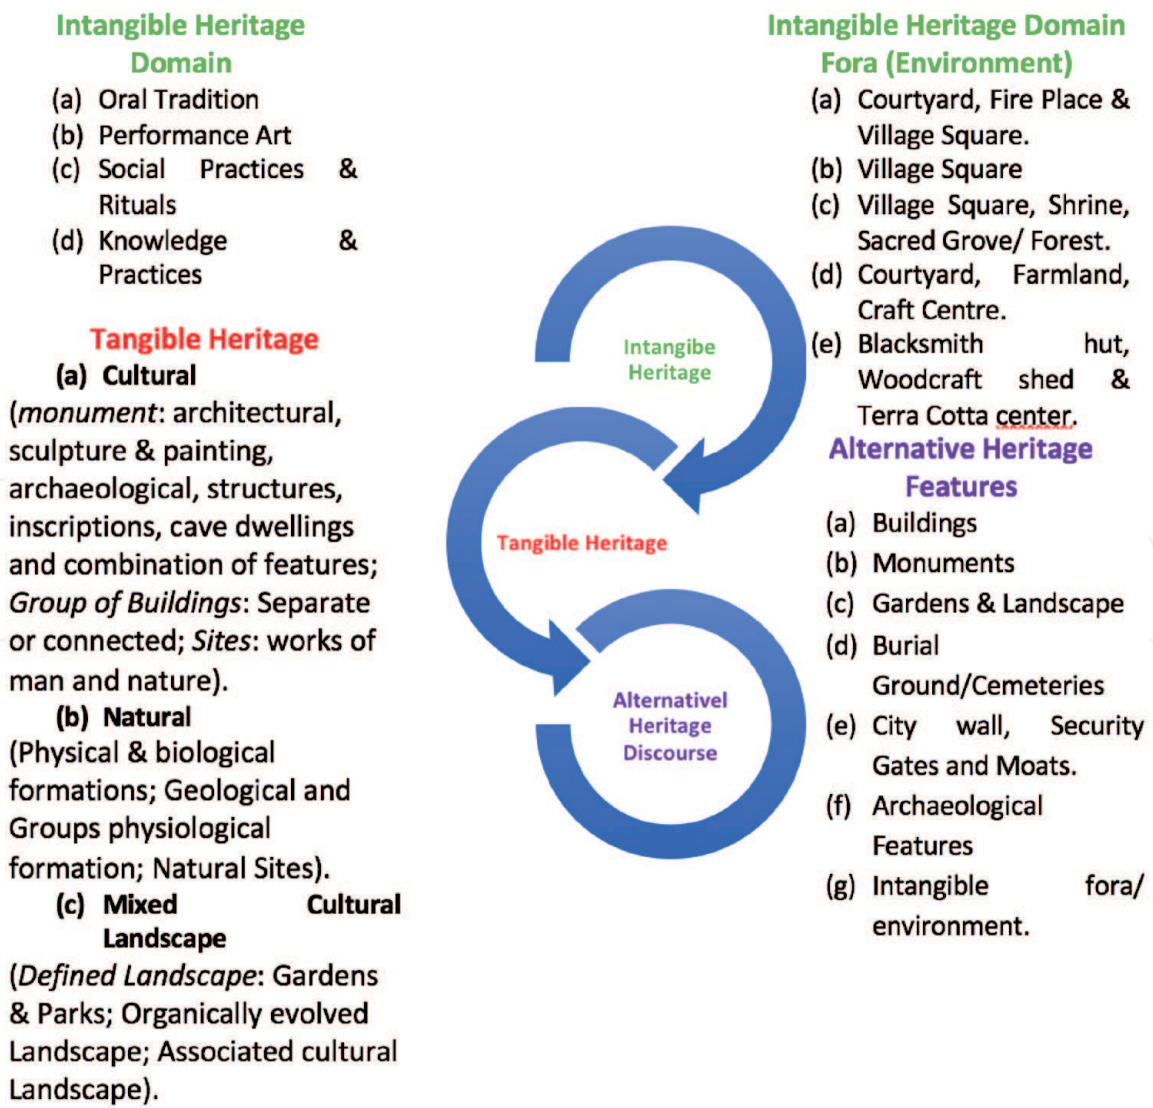 Intangible Heritage
Domain
(a) Oral Tradition
(b) Performance Art
(c) Social Practices &
Rituals
(d) Knowledge &
Practices
Tangible Heritage
(a) Cultural
(monument: architectural,
sculpture & painting,
archaeological, structures,
inscriptions, cave dwellings
and combination of features;
Group of Buildings: Separate
or connected; Sites: works of
man and nature).
(b) Natural
(Physical & biological
formations; Geological and
Groups physiological
formation; Natural Sites).
(c) Mixed Cultural
Landscape
(Defined Landscape: Gardens
& Parks; Organically evolved
Landscape; Associated cultural
Landscape).
Intangibe
Heritage
Tangible Heritage
Alternativel
Heritage
Discourse
Intangible Heritage Domain
Fora (Environment)
(a) Courtyard, Fire Place &
Village Square.
(b) Village Square
(c) Village Square, Shrine,
Sacred Grove/ Forest.
(d) Courtyard, Farmland,
Craft Centre.
(e) Blacksmith hut,
Woodcraft shed &
Terra Cotta center.
Alternative Heritage
Features
(a) Buildings
(b) Monuments
(c) Gardens & Landscape
(d) Burial
Ground/Cemeteries
(e) City wall, Security
Gates and Moats.
(f) Archaeological
Features
(g) Intangible fora/
environment.